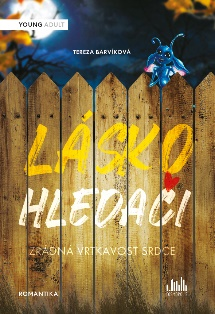 YOUNG ADULT
TEREZA BARVÍKOVÁ
LÁSKO
HLEDAČI
ZRÁDNÁ VRTKAVOST SRDCE
ROMANTIKA